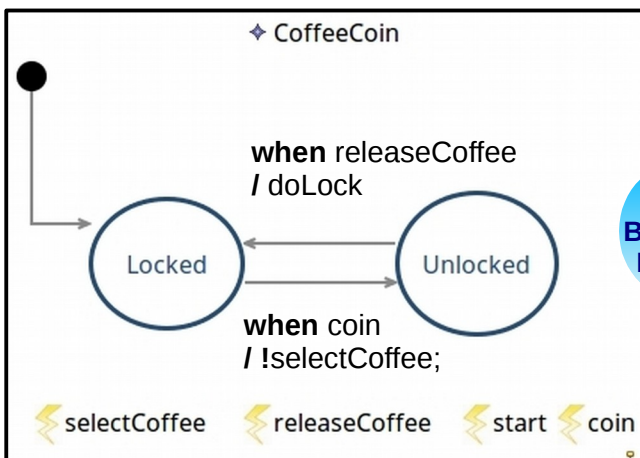 CoffeeCoin
when releaseCoffee
/ doLock
Locked
Unlocked
when coin
/ !selectCoffee;
selectCoffee releaseCoffee start coin